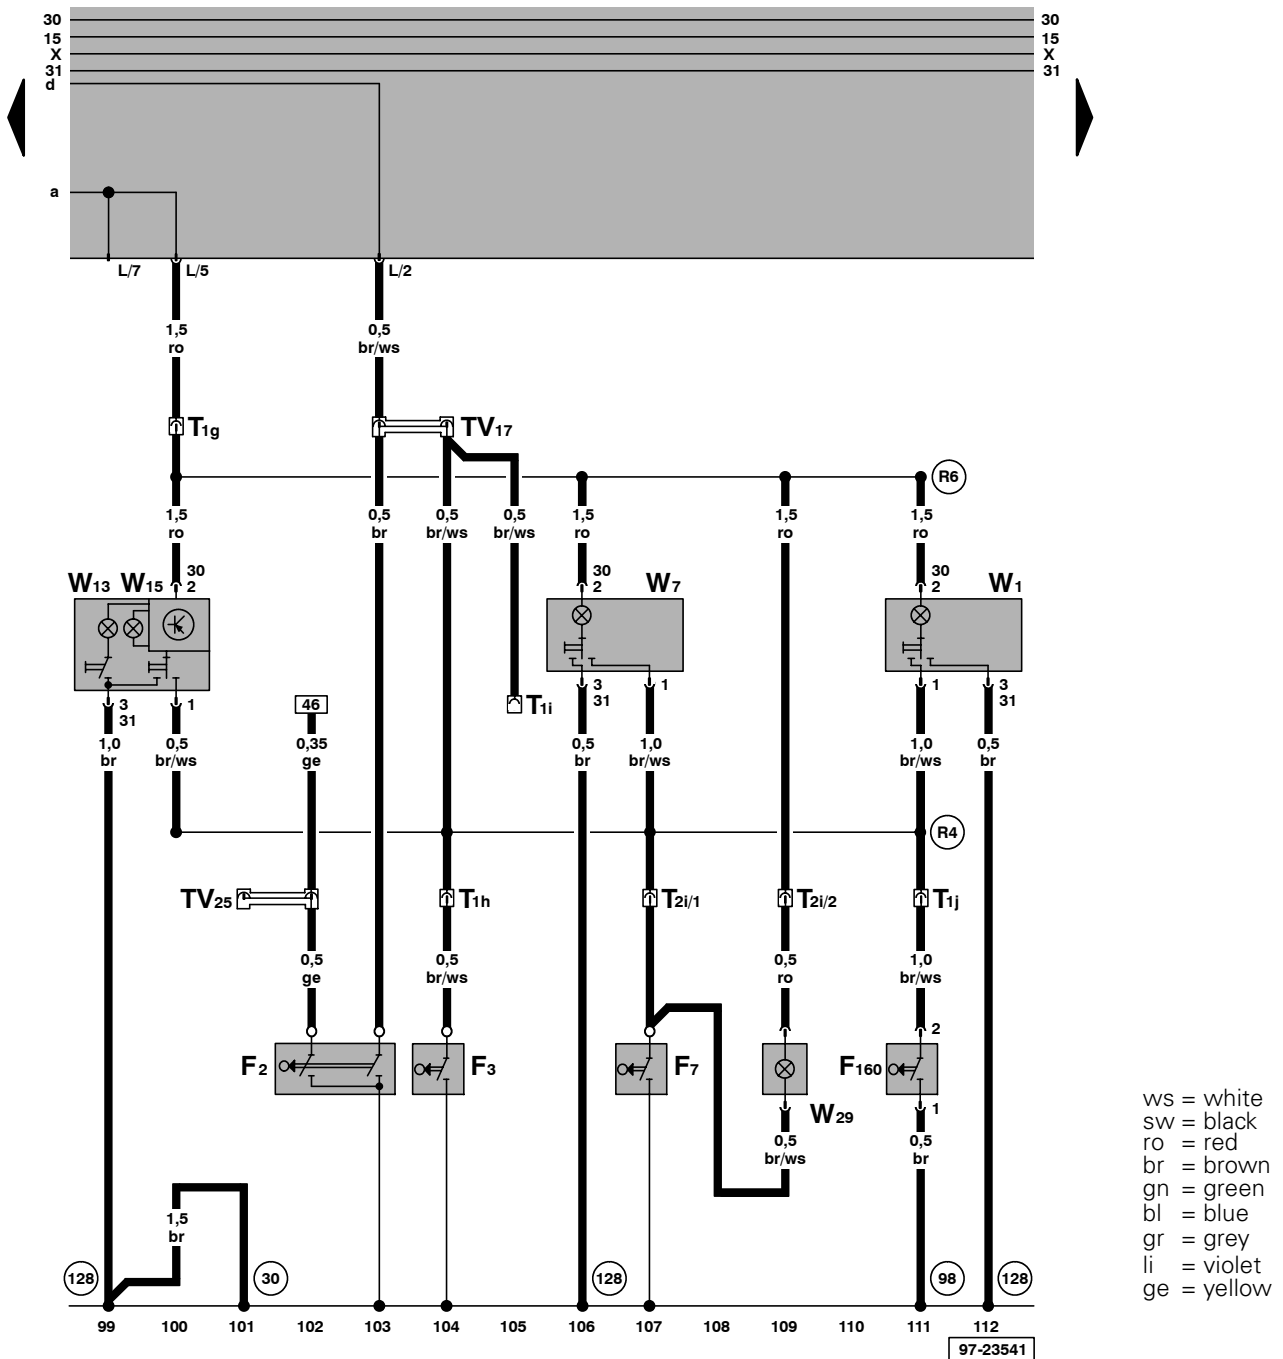 30 30
15 15
X X
31 31
d
a
L/7 L/5 L/2
1,5 0,5
ro br/ws
T1g TV17
R6
1,5 0,5 0,5 0,5 1,5 1,5 1,5
ro br br/ws br/ws ro ro ro
W13 W15 30 30 W7 30 W1
2 2 2
3 1 3 1 1 3
31 31 31
46 T1i
1,0 0,5 0,35 0,5 1,0 1,0 0,5
br br/ws ge br br/ws br/ws br
R4
TV25 T1h T2i/1 T2i/2 T1j
0,5 0,5 0,5 1,0
ge br/ws ro br/ws
2
F2 F3 F7 F160
1
W29
0,5 0,5
br/ws br
1,5
br
128 30 128 98 128
99 100 101 102 103 104 105 106 107 108 109 110 111 112
97-23541
ws = white
sw = black
ro = red
br = brown
gn = green
bl = blue
gr = grey
li = violet
ge = yellow